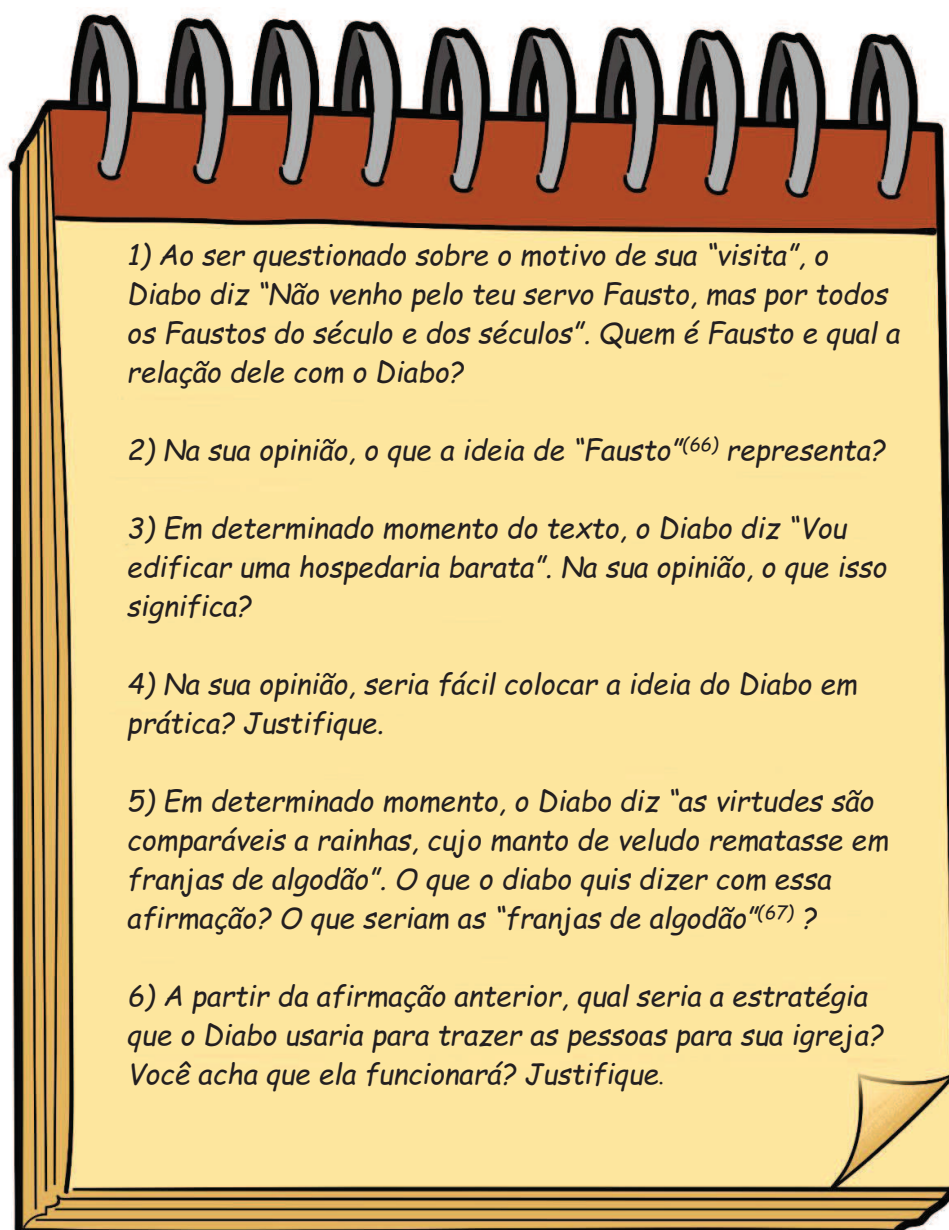 1) Ao ser questionado sobre o motivo de sua “visita”, o
Diabo diz “Não venho pelo teu servo Fausto, mas por todos
os Faustos do século e dos séculos”. Quem é Fausto e qual a
relação dele com o Diabo?
2) Na sua opinião, o que a ideia de “Fausto”(66) representa?
3) Em determinado momento do texto, o Diabo diz “Vou
edificar uma hospedaria barata”. Na sua opinião, o que isso
significa?
4) Na sua opinião, seria fácil colocar a ideia do Diabo em
prática? Justifique.
5) Em determinado momento, o Diabo diz “as virtudes são
comparáveis a rainhas, cujo manto de veludo rematasse em
franjas de algodão”. O que o diabo quis dizer com essa
afirmação? O que seriam as “franjas de algodão”(67) ?
6) A partir da afirmação anterior, qual seria a estratégia
que o Diabo usaria para trazer as pessoas para sua igreja?
Você acha que ela funcionará? Justifique.